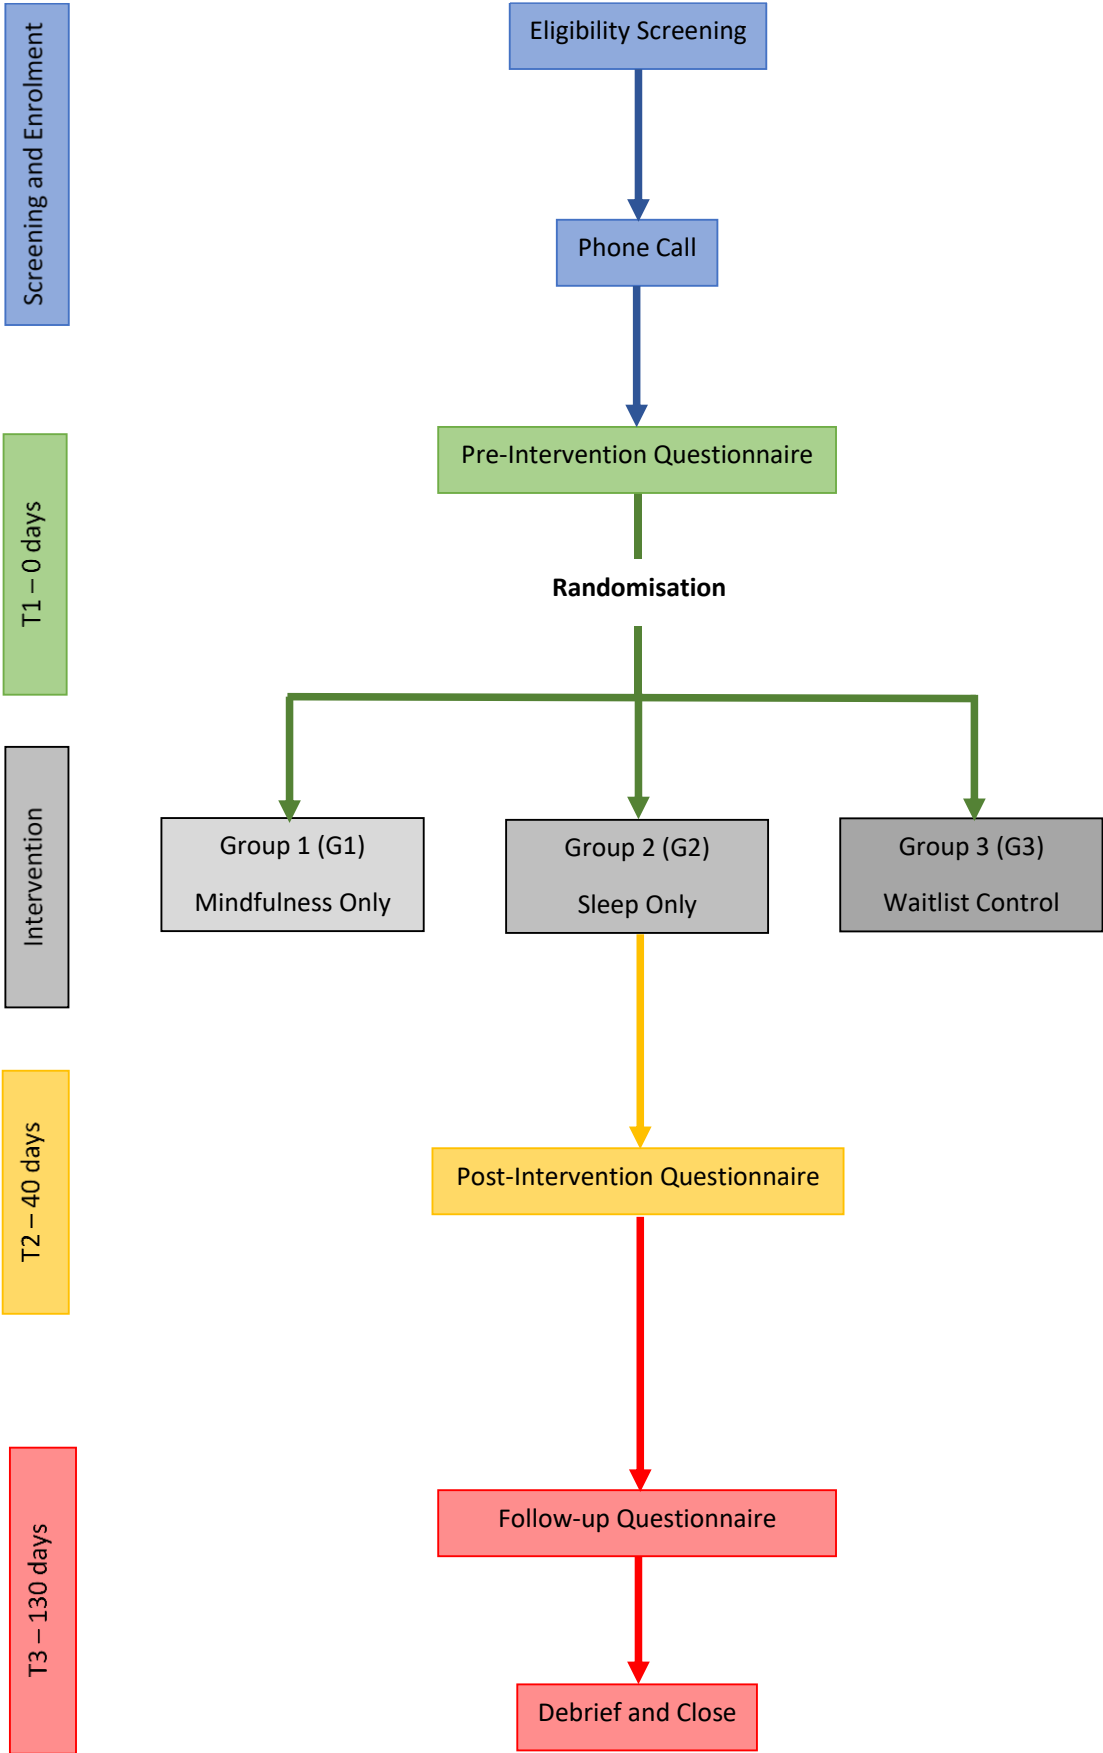 Screening and Enrolment
Eligibility Screening
Phone Call
T1 – 0 days
Pre-Intervention Questionnaire
Randomisation
Intervention
Group 1 (G1)
Mindfulness Only
Group 2 (G2)
Sleep Only
Group 3 (G3)
Waitlist Control
T2 – 40 days
Post-Intervention Questionnaire
T3 – 130 days
Follow-up Questionnaire
Debrief and Close